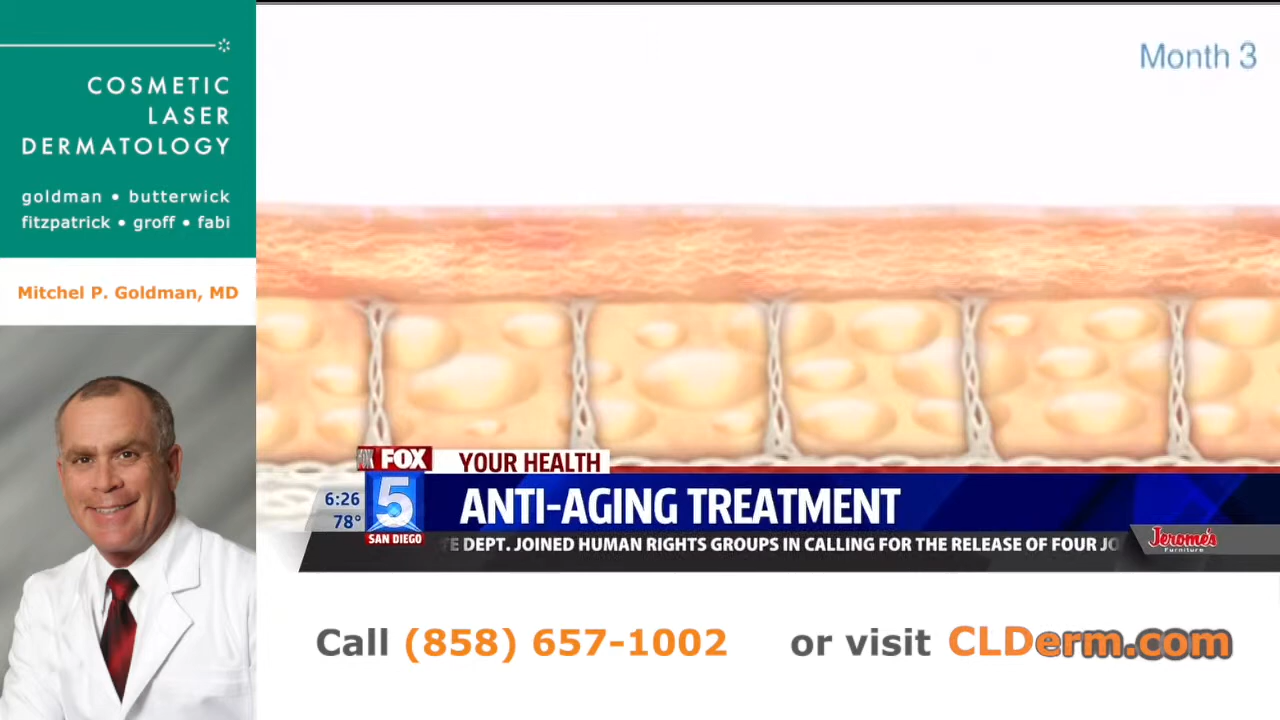 COSMETIC
LASER
DERMATOLOGY
goldman • butterwick
fitzpatrick • groff • fabi
Mitchel P. Goldman, MD
Month 3
FOX
YOUR HEALTH
6:26
78°
5
SAN DIEGO
ANTI-AGING TREATMENT
DEPT. JOINED HUMAN RIGHTS GROUPS IN CALLING FOR THE RELEASE OF FOUR
Jerome's
Furniture
Call (858) 657-1002 or visit CLDerm.com